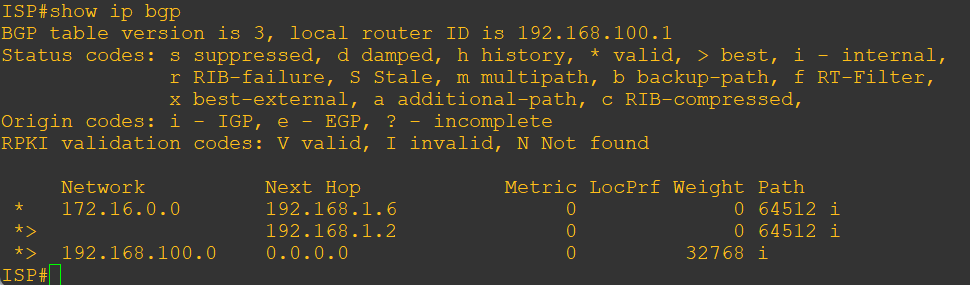 ISP#show ip bgp
BGP table version is 3, local router ID is 192.168.100.1
Status codes: s suppressed, d damped, h history, * valid, > best, i - internal,
              r RIB-failure, S Stale, m multipath, b backup-path, f RT-Filter,
              x best-external, a additional-path, c RIB-compressed,
Origin codes: i - IGP, e - EGP, ? - incomplete
RPKI validation codes: V valid, I invalid, N Not found

     Network          Next Hop            Metric LocPrf Weight Path
 *   172.16.0.0       192.168.1.6              0             0 64512 i
 *>                   192.168.1.2              0             0 64512 i
 *>  192.168.100.0    0.0.0.0                  0         32768 i
ISP#